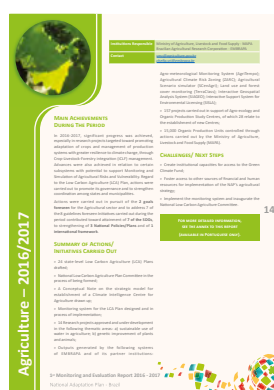 Institutions Responsible
Ministry of Agriculture, Livestock and Food Supply - MAPA
Brazilian Agricultural Research Corporation - EMBRAPA
Contact
Agriculture – 2016/2017
MAIN ACHIEVEMENTS
DURING THE PERIOD
In 2016-2017, significant progress was achieved,
especially in research projects targeted toward promoting
adaptation of crops and management of production
systems with greater resilience to climate change, through
Crop-Livestock-Forestry Integration (ICLF) management.
Advances were also achieved in relation to certain
components with potential to support Monitoring and
Simulation of Agricultural Risks and Vulnerability. Regard
to the Low Carbon Agriculture (LCA) Plan, actions were
carried out to promote its governance and to strengthen
coordination among states and municipalities.
Actions were carried out in pursuit of the 2 goals
foreseen for the Agricultural sector and to address 7 of
third guidelines foreseen initiatives carried out during the
period contributed toward attainment of 7 of the SDGs,
to strengthening of 3 National Policies/Plans and of 1
international framework.
SUMMARY OF ACTIONS/
INITIATIVES CARRIED OUT
• 23 state-level Low Carbon Agriculture (LCA) Plans
drafted;
• National Low Carbon Agriculture Plan Committee in the
process of being formed;
• A Conceptual Note on the strategic model for
establishment of a Climate Intelligence Center for
Agriculture drawn up;
• Monitoring system for the LCA Plan designed and in
process of implementation;
• 14 Research projects approved and under development
in the following thematic areas: a) sustainable use of
water in agriculture, b) genetic improvement of plants
and animals;
• Outputs generated by the following systems
of EMBRAPA and of its partner institutions:
Agro-meteorological Monitoring System (Agritempo),
Agricultural Climate Risk Zoning (ZARC), Agricultural
Scenario Simulator (SCenAgri), Land use and forest
cover monitoring (TerraClass), Interactive Geospatial
Analysis System (SIAGEO), Interactive Support System for
Environmental Licensing (SISLA);
• 107 projects carried out in support of Agro-ecology and
Organic Production Study Centers, of which 29 relate to
the establishment of new Centers;
• 15,000 Organic Production Units controlled through
actions carried out by the Ministry of Agriculture,
Livestock and Food Supply (MAPA).
CHALLENGES/ NEXT STEPS
• Create institutional capacities for access to the Green
Climate Fund;
• Foster access to other sources of financial and human
resources for implementation of the NAP's agricultural
strategy;
• Implement the monitoring system and inaugurate the
National Low Carbon Agriculture Committee.
FOR MORE DETAILED INFORMATION,
SEE THE ANNEX TO THIS REPORT
(AVAILABLE IN PORTUGUESE ONLY)
14
1st Monitoring and Evaluation Report 2016 - 2017
National Adaptation Plan - Brazil